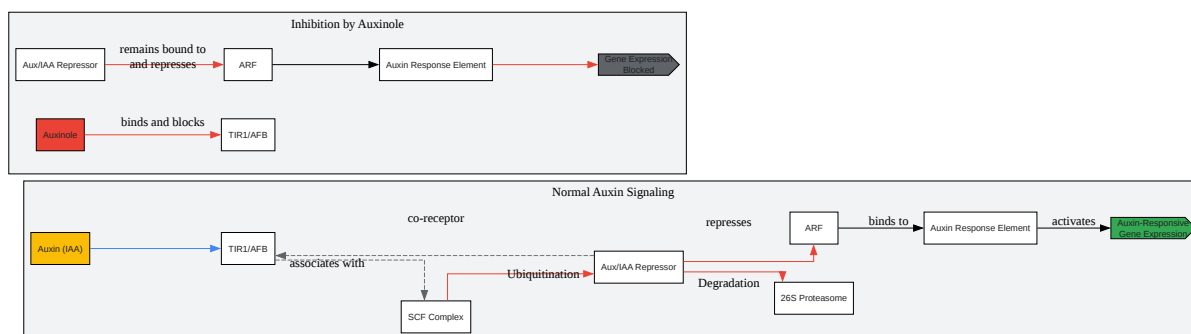 Inhibition by Auxinole
Aux/IAA Repressor
remains bound to
and represses
ARF
Auxin Response Element
Gene Expression
Blocked
Auxinole
binds and blocks
TIR1/AFB
Normal Auxin Signaling
Auxin (IAA)
TIR1/AFB
co-receptor
associates with
SCF Complex
Ubiquitination
Aux/IAA Repressor
represses
Degradation
ARF
26S Proteasome
binds to
Auxin Response Element
activates
Auxin-Responsive
Gene Expression